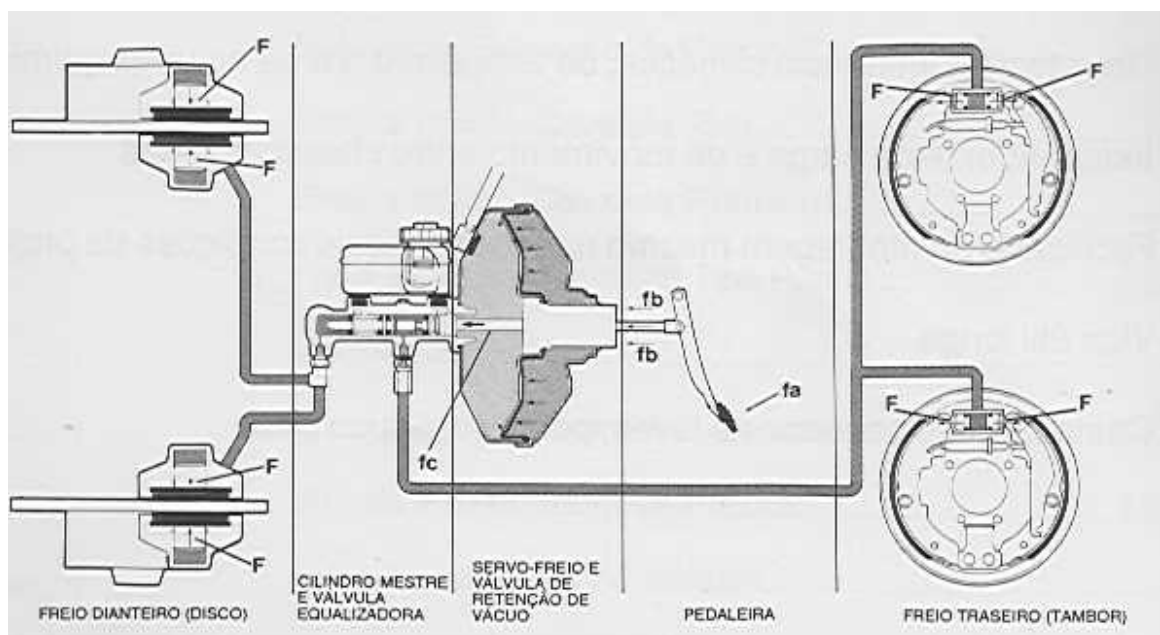 F
F
F
F
F
F
F
F
fb
fb
fa
fc
FREIO DIANTEIRO (DISCO)
CILINDRO MESTRE
E VÁLVULA
EQUALIZADORA
SERVO-FREIO E
VÁLVULA DE
RETENÇÃO DE
VÁCUO
PEDALEIRA
FREIO TRASEIRO (TAMBOR)